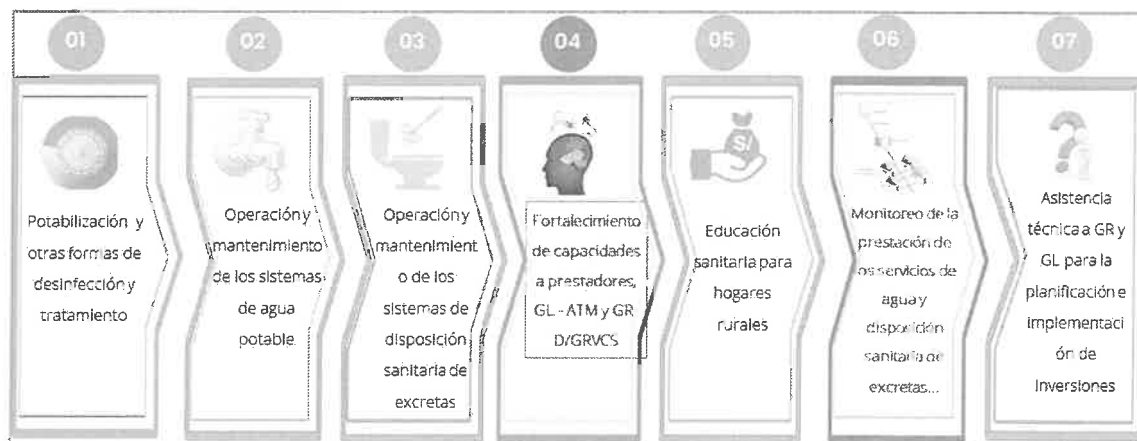 01
Potabilización y
otras formas de
desinfección y
tratamiento
02
Operación y
mantenimiento
de los sistemas
de agua
potable
03
Operación y
mantenimient
o de los
sistemas de
disposición
sanitaria de
excretas
04
Fortalecimiento
de capacidades
a prestadores,
GL - ATM y GR
D/GRVCS
05
S/
Educación
sanitaria para
hogares
rurales
06
Monitoreo de la
prestación de
os servicios de
agua y
disposición
sanitaria de
excretas...
07
Asistencia
técnica a GR y
GL para la
planificación e
implementaci
ón de
inversiones